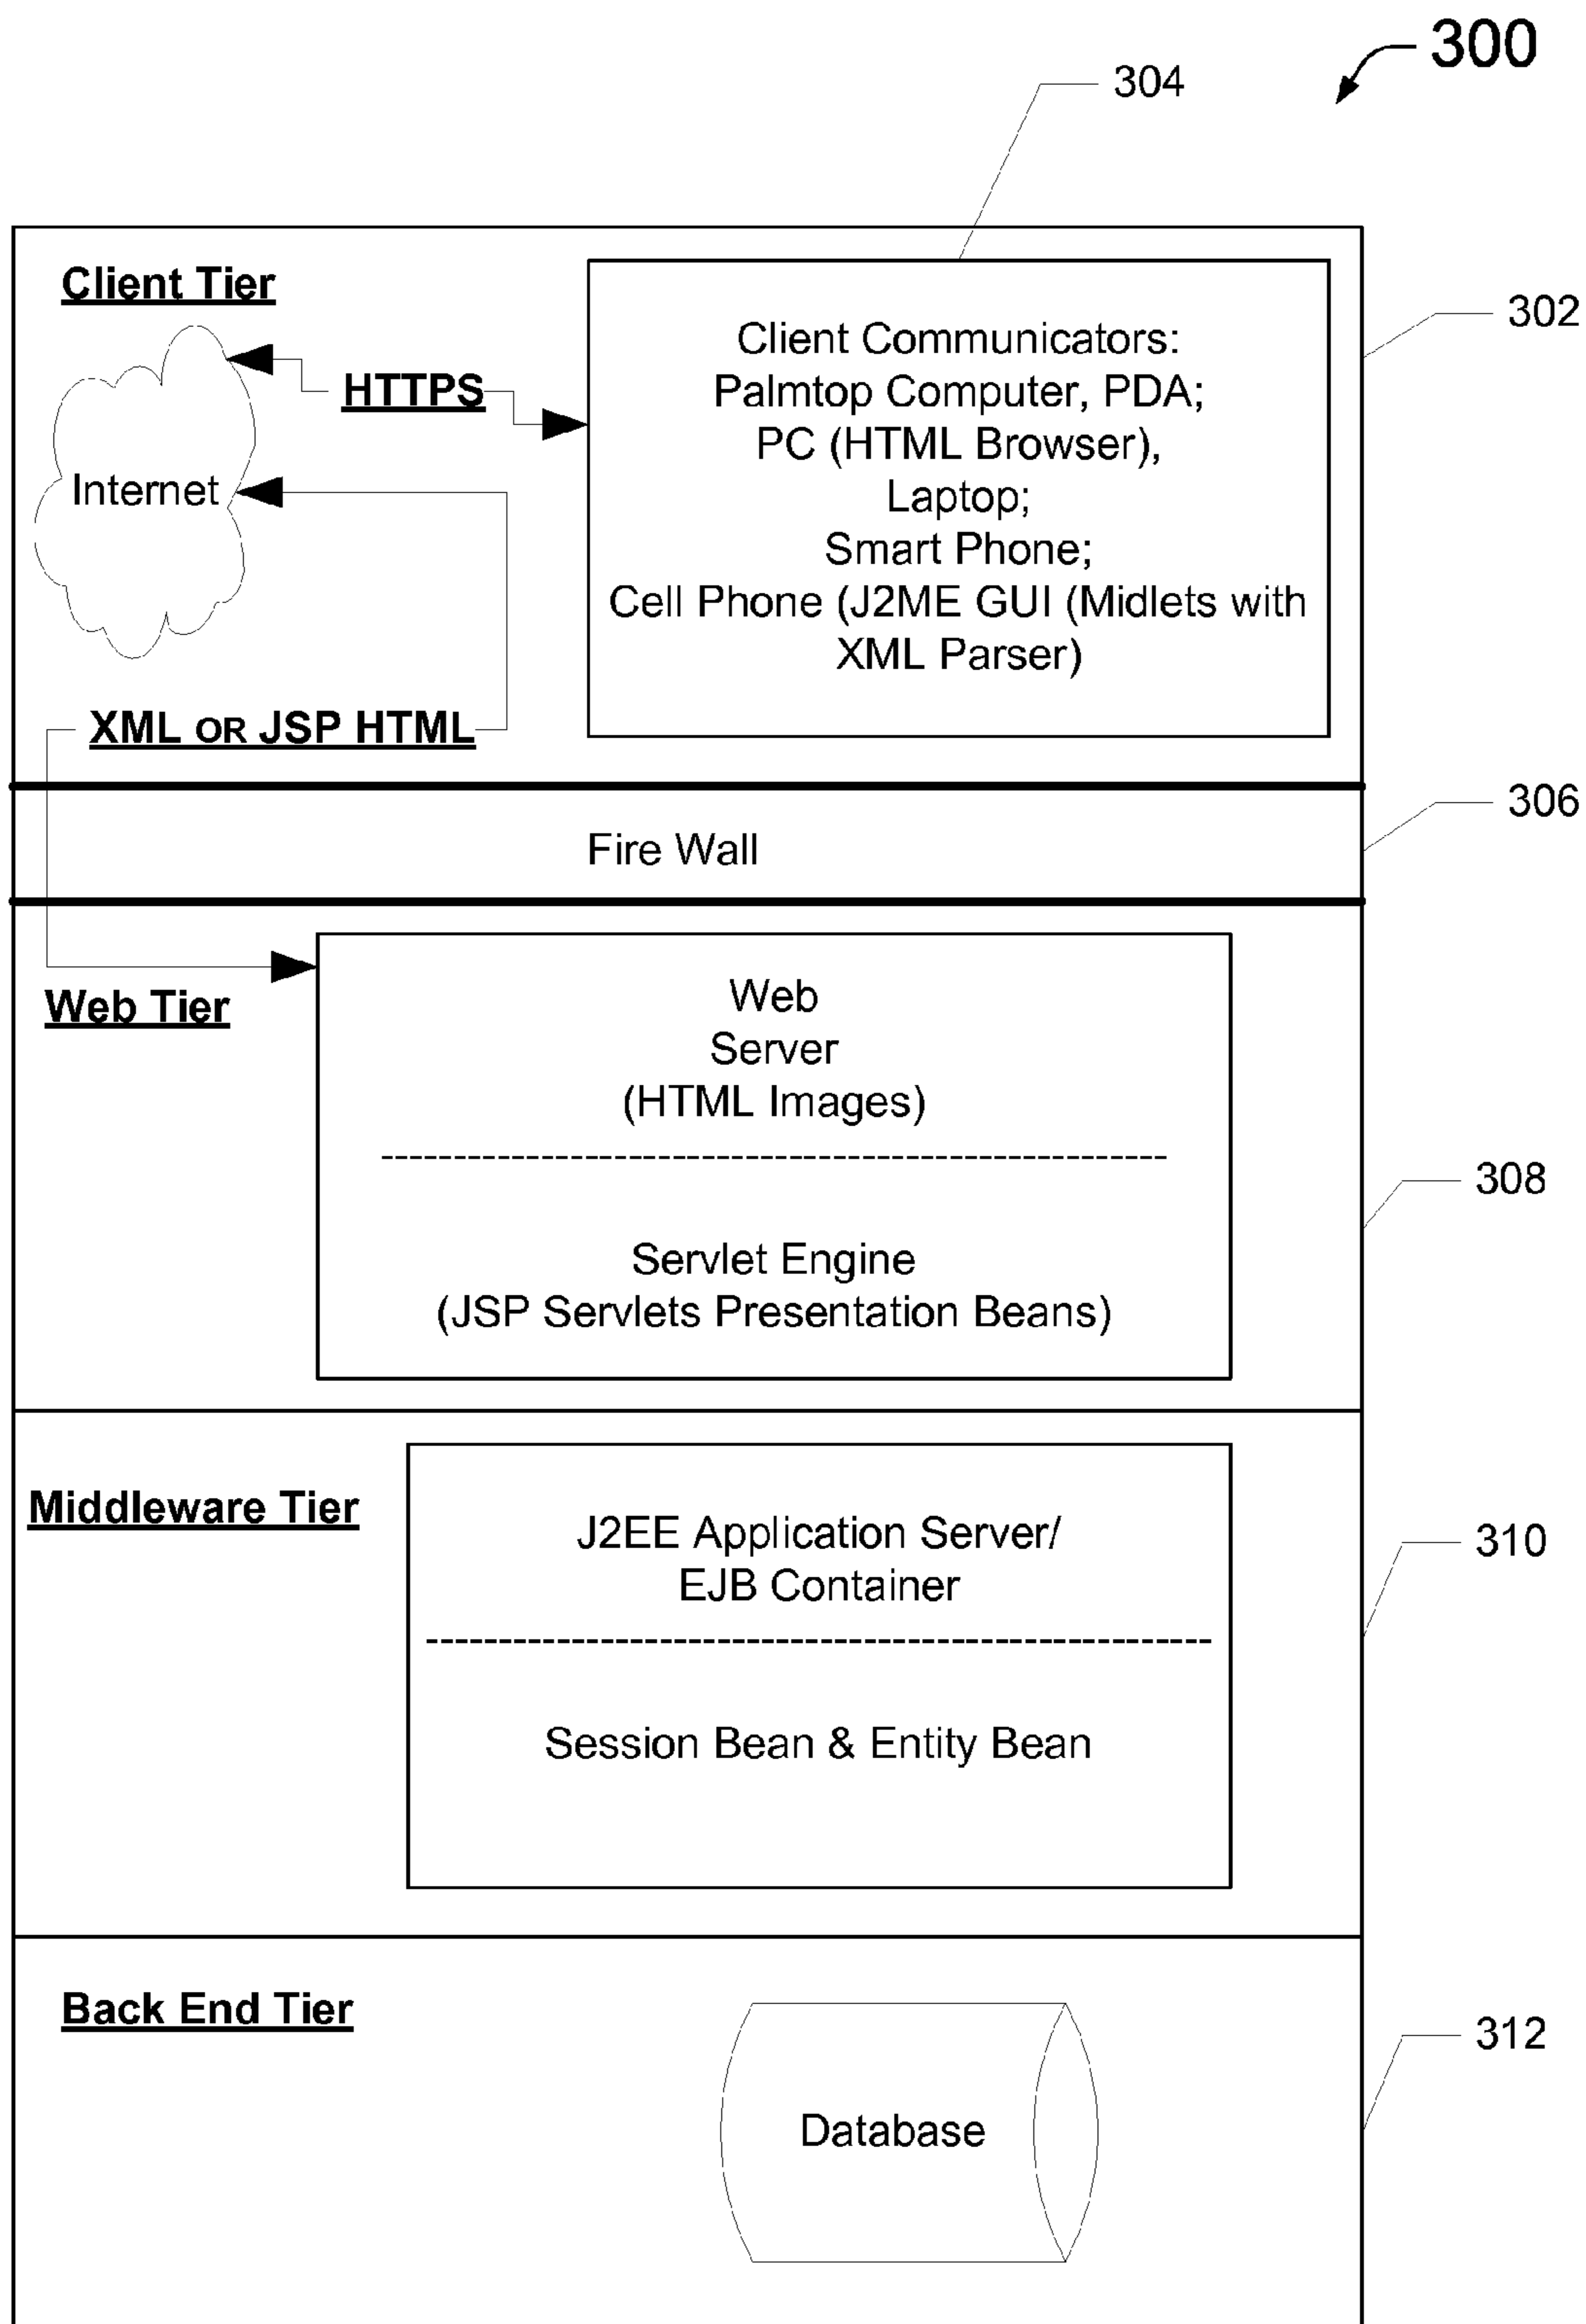 300
304
Client Tier
302
Client Communicators:
Palmtop Computer, PDA;
HTTPS
PC (HTML Browser),
Internet
Laptop;
Smart Phone;
Cell Phone (J2ME GUI (Midlets with
XML Parser)
XML OR JSP HTML
306
Fire Wall
Web Tier
Web
Server
(HTML Images)
308
Servlet Engine
(JSP Servlets Presentation Beans)
Middleware Tier
J2EE Application Server/
EJB Container
310
Session Bean & Entity Bean
Back End Tier
312
Database